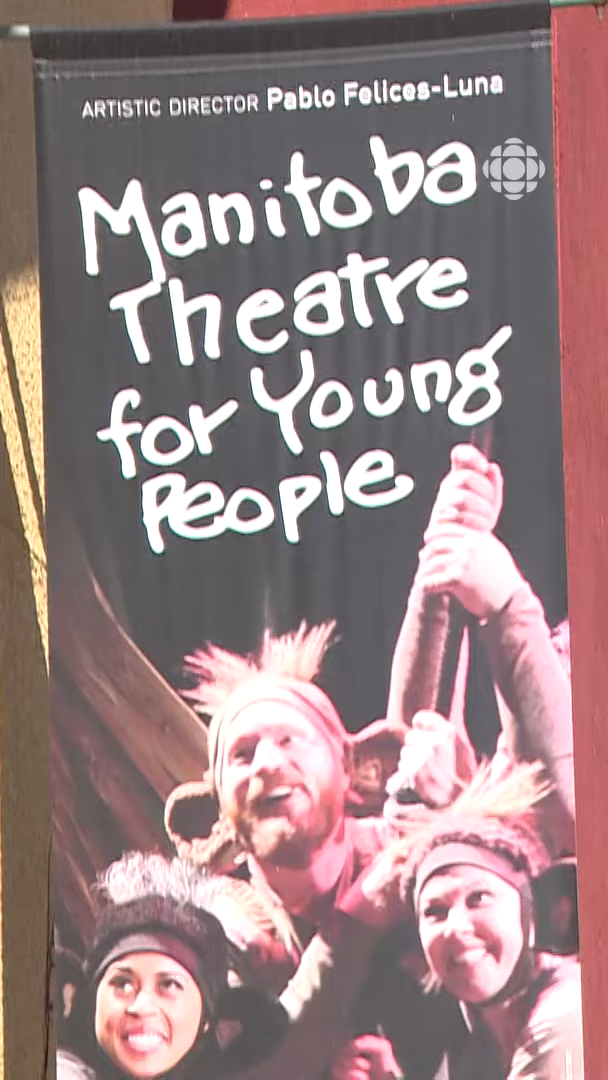 ARTISTIC DIRECTOR Pablo Felices-Luna
Manitoba
Theatre
for Young
People